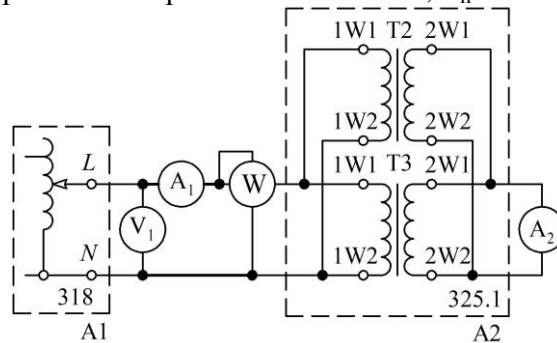 1W1 T2 2W1
1W2 2W2
L A₁ W 1W1 T3 2W1
V₁ A₂
N 1W2 2W2
318 325.1
A1 A2